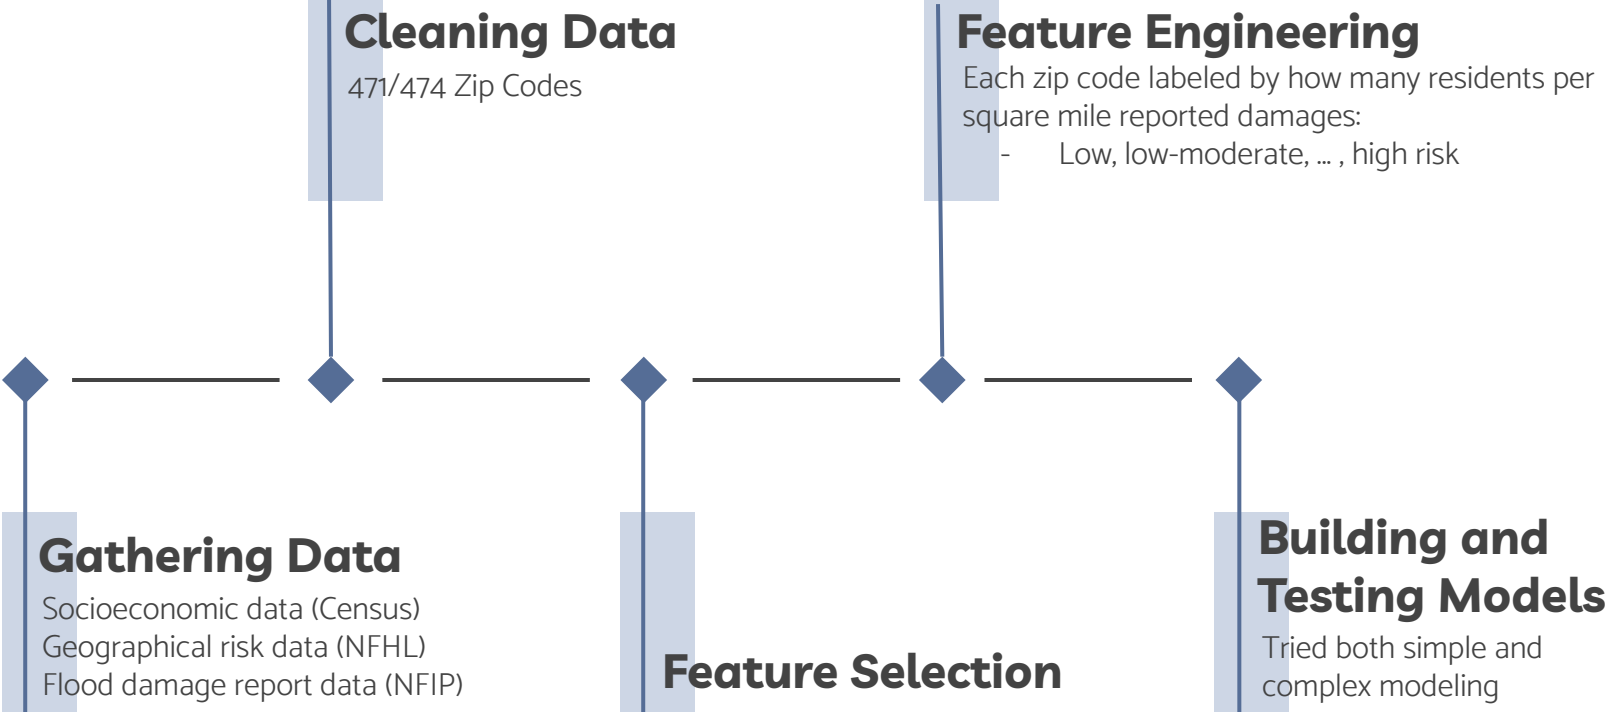 Cleaning Data
471/474 Zip Codes
Feature Engineering
Each zip code labeled by how many residents per
square mile reported damages:
- Low, low-moderate, ... , high risk
Gathering Data
Socioeconomic data (Census)
Geographical risk data (NFHL)
Flood damage report data (NFIP)
Feature Selection
Building and
Testing Models
Tried both simple and
complex modeling